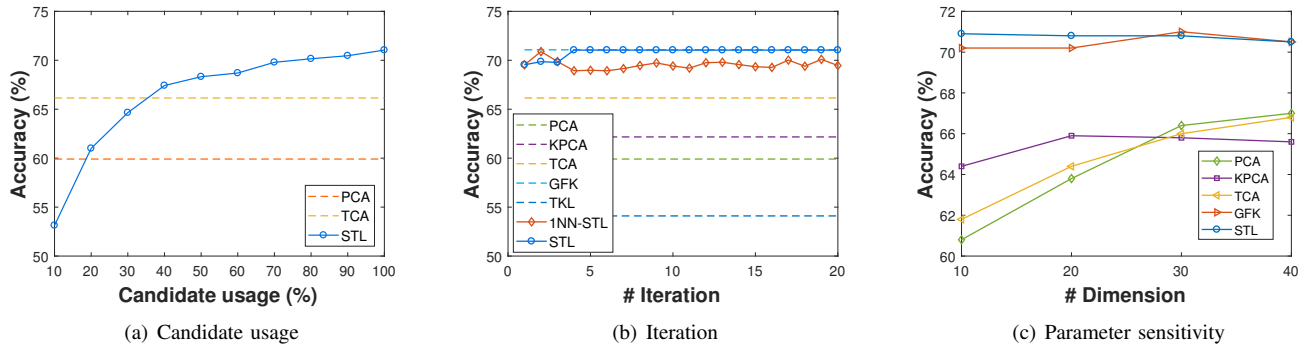 75
70
65
60
55
50
Accuracy (%)
10 20 30 40 50 60 70 80 90 100
Candidate usage (%)
PCA
TCA
STL
(a) Candidate usage
75
70
65
60
55
50
Accuracy (%)
0 5 10 15 20
# Iteration
PCA
KPCA
TCA
GFK
TKL
1NN-STL
STL
(b) Iteration
72
70
68
66
64
62
60
Accuracy (%)
10 20 30 40
# Dimension
PCA
KPCA
TCA
GFK
STL
(c) Parameter sensitivity